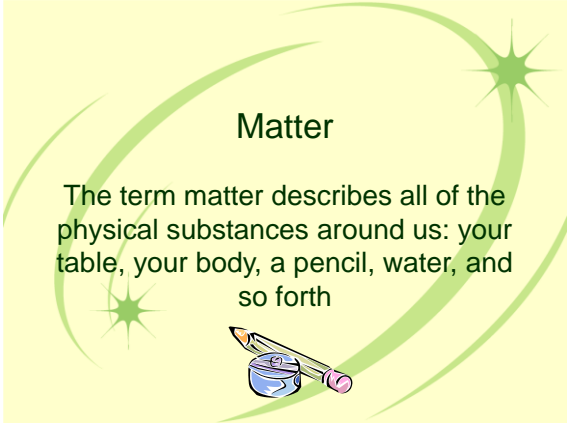 Matter
The term matter describes all of the
physical substances around us: your
table, your body, a pencil, water, and
so forth